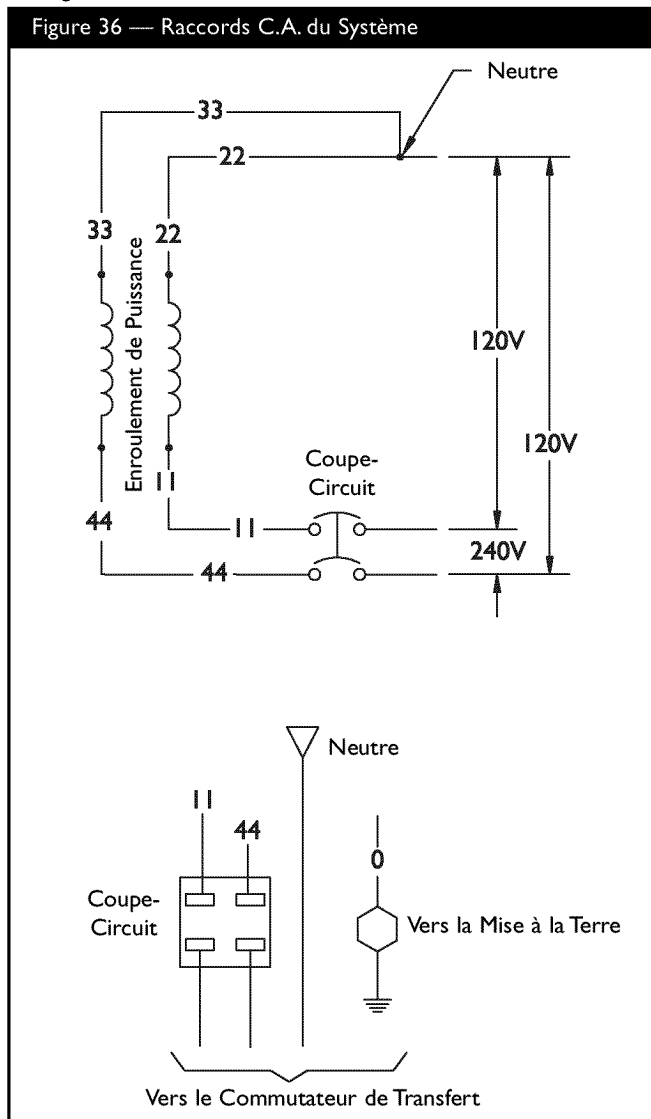 Figure 36 — Raccords C.A. du Système
Neutre
33
22
33
22
Enroulement de Puissance
120V
120V
Coupe-
Circuit
11
44
11
240V
44
Neutre
11
44
0
Coupe-
Circuit
Vers la Mise à la Terre
Vers le Commutateur de Transfert